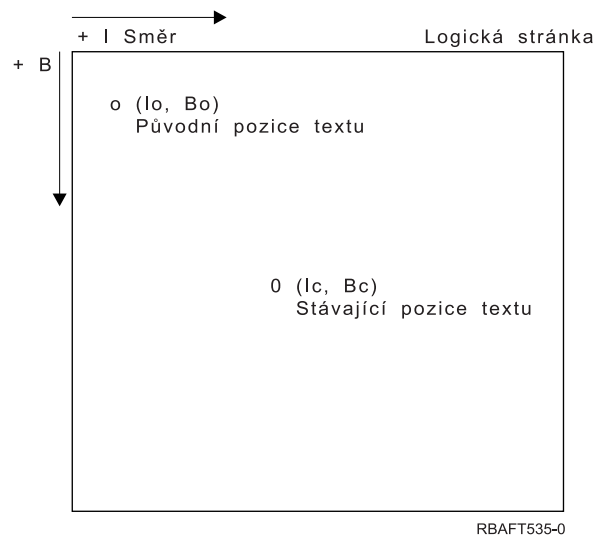 + I Směr
Logická stránka
+ B
o (Io, Bo)
Původní pozice textu
0 (Ic, Bc)
Stávající pozice textu
RBAFT535-0